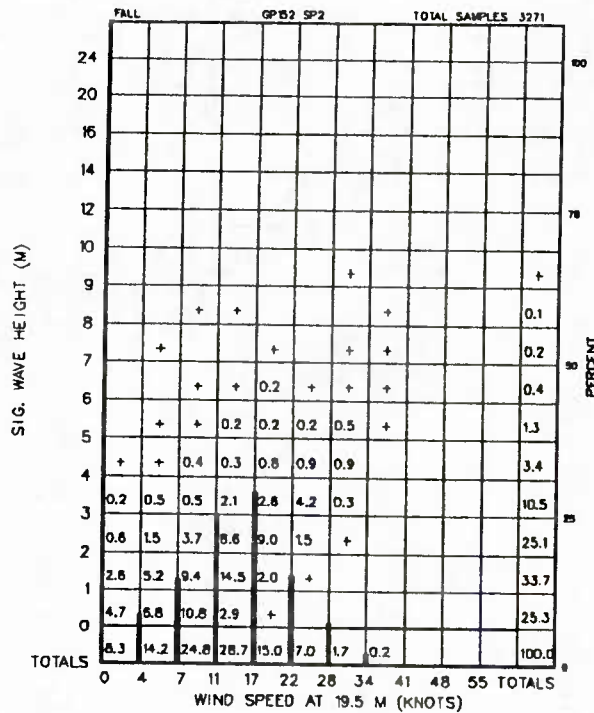 FALL GP152 SP2 TOTAL SAMPLES 3271
24 100
20
16
14
12 75
10
9 + +
8 + + + 0.1
7 + + + + 0.2
6 + + 0.2 + + + 0.4
5 + + 0.2 0.2 0.2 0.5 + 1.3
4 + + 0.4 0.3 0.8 0.9 0.9 3.4
3 0.2 0.5 0.5 2.1 2.8 4.2 0.3 10.5
2 0.6 1.5 3.7 8.6 9.0 1.5 + 25.1
1 2.6 5.2 9.4 14.5 2.0 + 33.7
0 4.7 6.8 10.8 2.9 + 25.3
TOTALS 8.3 14.2 24.8 28.7 15.0 7.0 1.7 0.2 100.0
0 4 7 11 17 22 28 34 41 48 55 TOTALS
WIND SPEED AT 19.5 M (KNOTS)
SIG. WAVE HEIGHT (M)
50
PERCENT
25
0